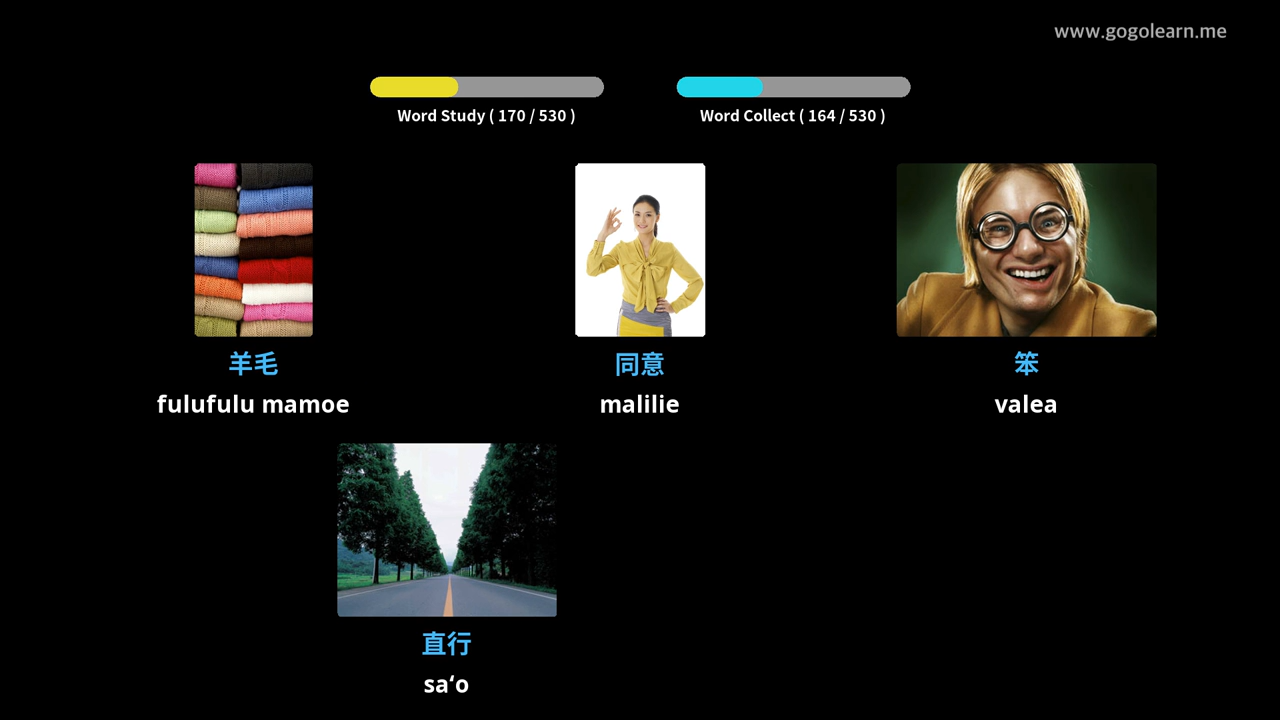 www.gogolearn.me
Word Study ( 170 / 530 )
Word Collect ( 164 / 530 )
羊毛
同意
笨
fulufulu mamoe
malilie
valea
直行
saʻo